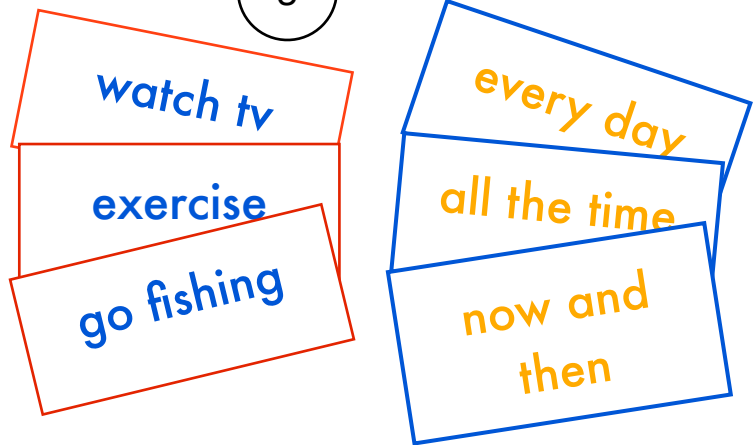 watch tv
exercise
go fishing
every day
all the time
now and
then